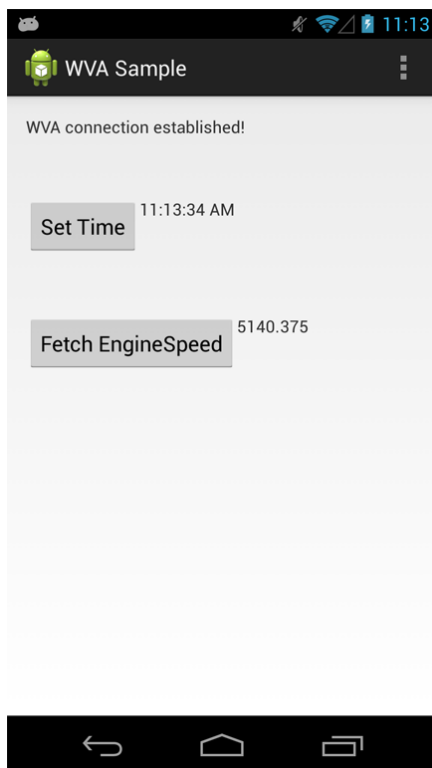 11:13
WVA Sample
WVA connection established!
Set Time 11:13:34 AM
Fetch EngineSpeed 5140.375